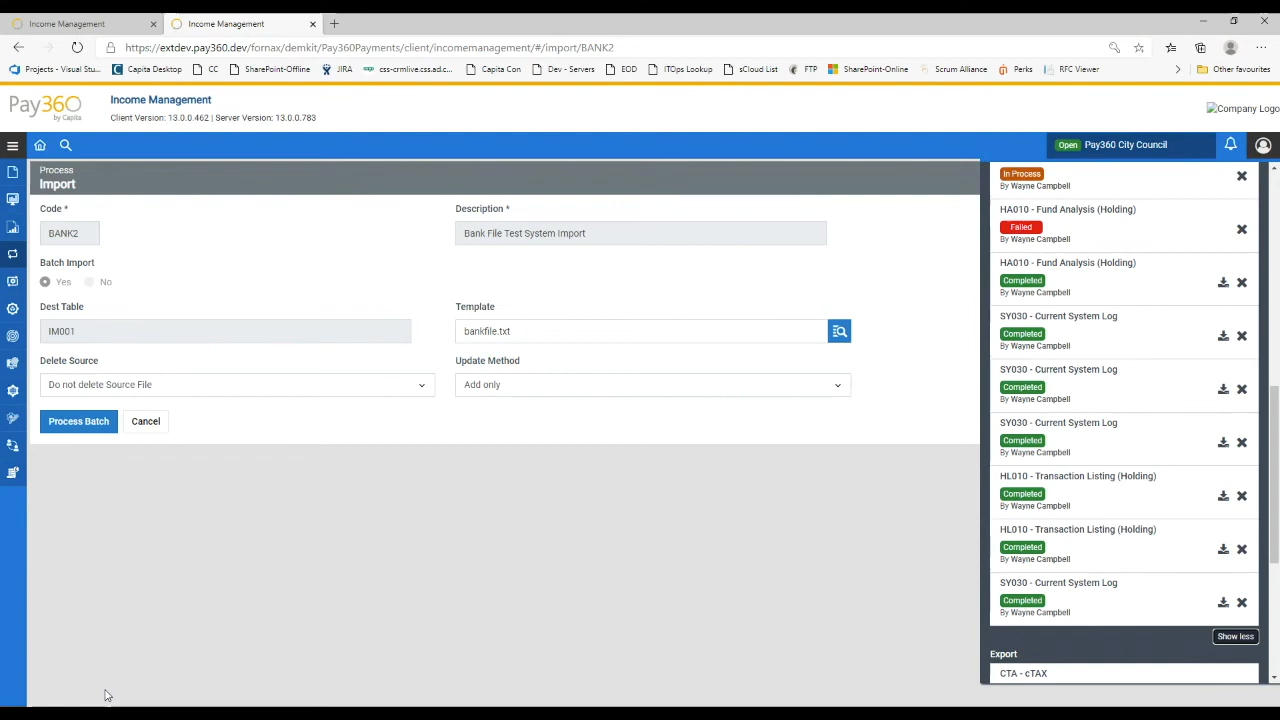 Income Management
Income Management
https://extdev.pay360.dev/fornax/demkit/Pay360Payments/client/incomemanagement/#/import/BANK2
Projects - Visual Stu...
Capita Desktop
CC
SharePoint-Offline
JIRA
css-crmlive.css.ad.c...
Capita Con
Dev - Servers
EOD
ITOps Lookup
sCloud List
FTP
SharePoint-Online
Scrum Alliance
Perks
RFC Viewer
Other favourites
Pay360
by Capita
Income Management
Client Version: 13.0.0.462 | Server Version: 13.0.0.783
Company Logo
Open Pay360 City Council
Process
Import
Code *
Description *
BANK2
Bank File Test System Import
Batch Import
Yes No
Dest Table
Template
IM001
bankfile.txt
Delete Source
Update Method
Do not delete Source File
Add only
Process Batch Cancel
In Process
By Wayne Campbell
HA010 - Fund Analysis (Holding)
Failed
By Wayne Campbell
HA010 - Fund Analysis (Holding)
Completed
By Wayne Campbell
SY030 - Current System Log
Completed
By Wayne Campbell
SY030 - Current System Log
Completed
By Wayne Campbell
SY030 - Current System Log
Completed
By Wayne Campbell
HL010 - Transaction Listing (Holding)
Completed
By Wayne Campbell
HL010 - Transaction Listing (Holding)
Completed
By Wayne Campbell
SY030 - Current System Log
Completed
By Wayne Campbell
Show less
Export
CTA - cTAX